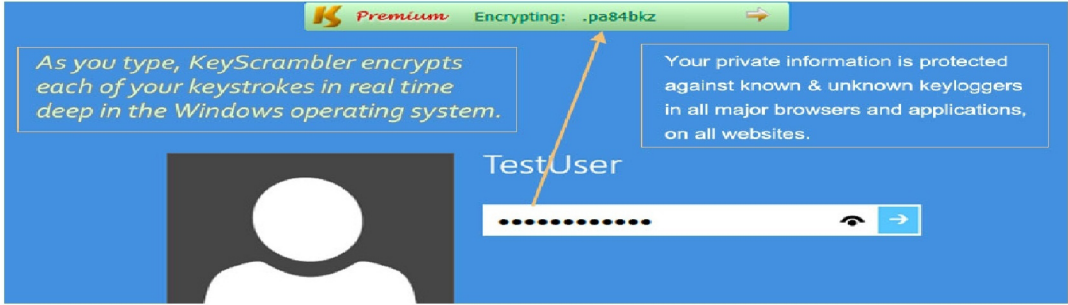 K Premium Encrypting: .pa84bkz
As you type, KeyScrambler encrypts
each of your keystrokes in real time
deep in the Windows operating system.
Your private information is protected
against known & unknown keyloggers
in all major browsers and applications,
on all websites.
TestUser